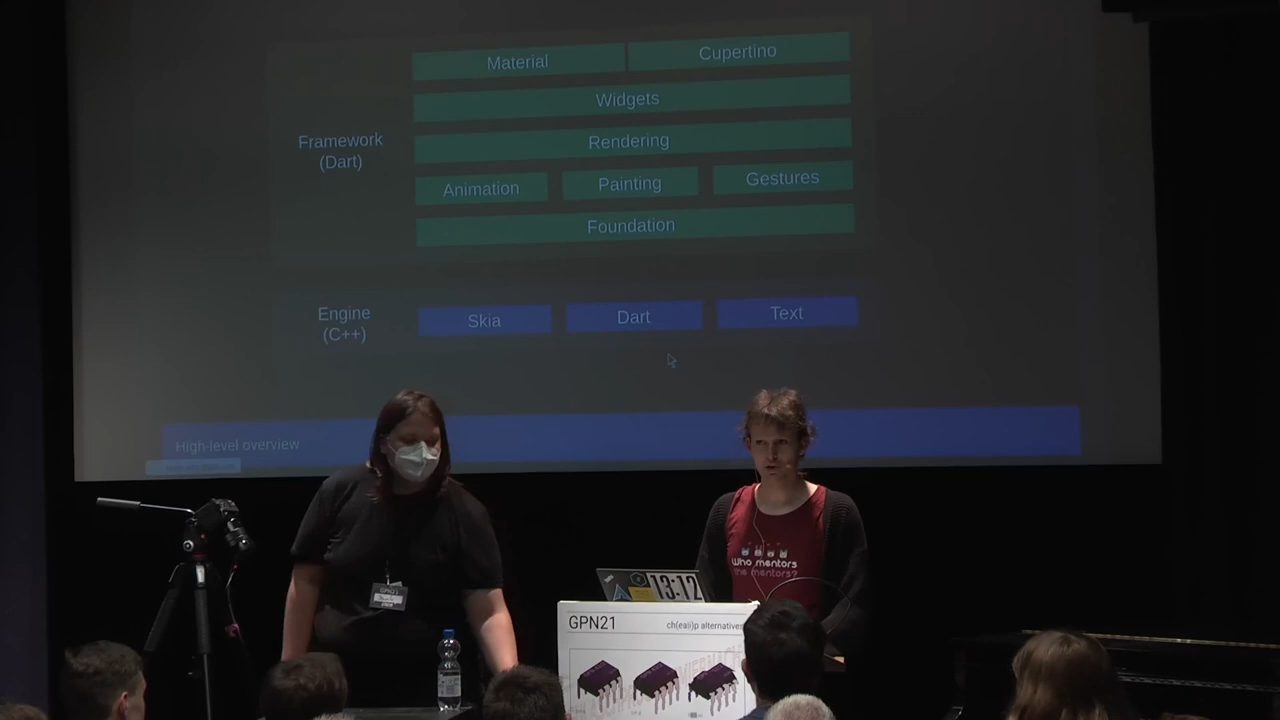 Material
Cupertino
Widgets
Framework
(Dart)
Rendering
Animation
Painting
Gestures
Foundation
Engine
(C++)
Skia
Dart
Text
High-level overview
Who mentors
the mentors?
13:12
GPN21
GPN21
ch(eai)p alternatives